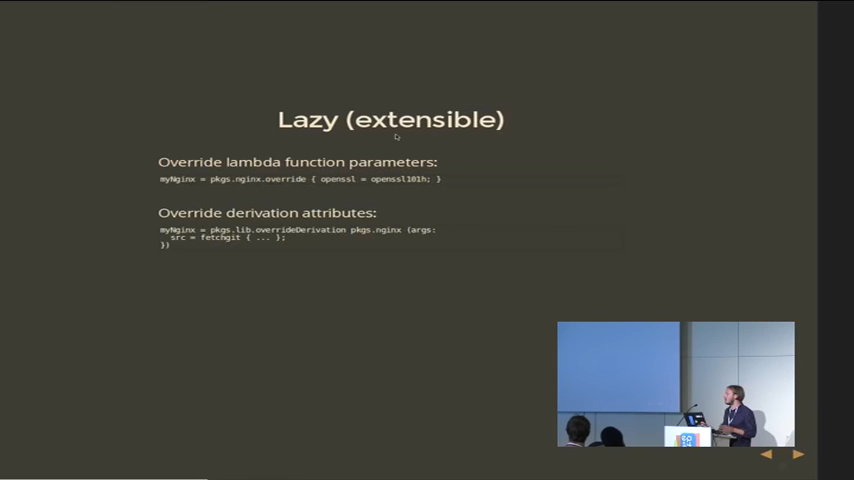 Lazy (extensible)
Override lambda function parameters:
myNginx = pkgs.nginx.override { openssl = openssl101h; }
Override derivation attributes:
myNginx = pkgs.lib.overrideDerivation pkgs.nginx (args:
  src = fetchgit { ... };
})